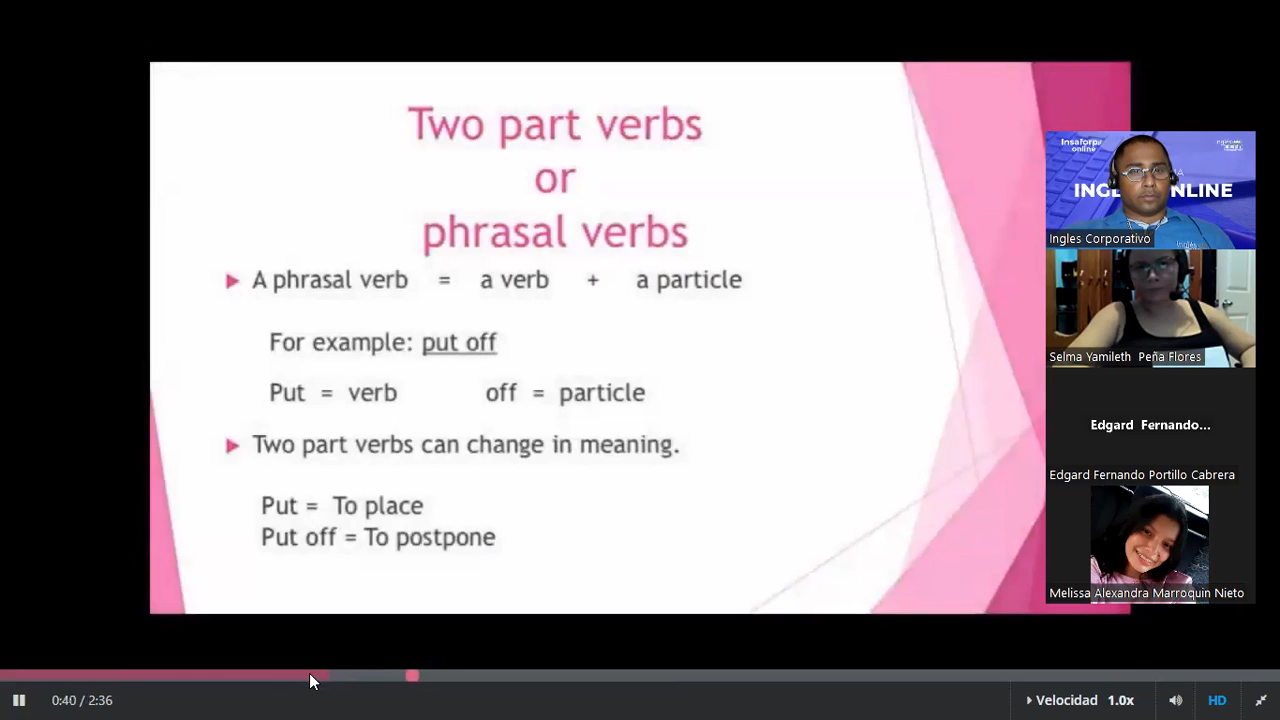 Two part verbs
or
phrasal verbs
A phrasal verb = a verb + a particle
For example: put off
Put = verb off = particle
Two part verbs can change in meaning.
Put = To place
Put off = To postpone
Insaforp
online
Ingles Corporativo
Selma Yamileth Peña Flores
Edgard Fernando...
Edgard Fernando Portillo Cabrera
Melissa Alexandra Marroquin Nieto
0:40 / 2:36
Velocidad 1.0x
HD